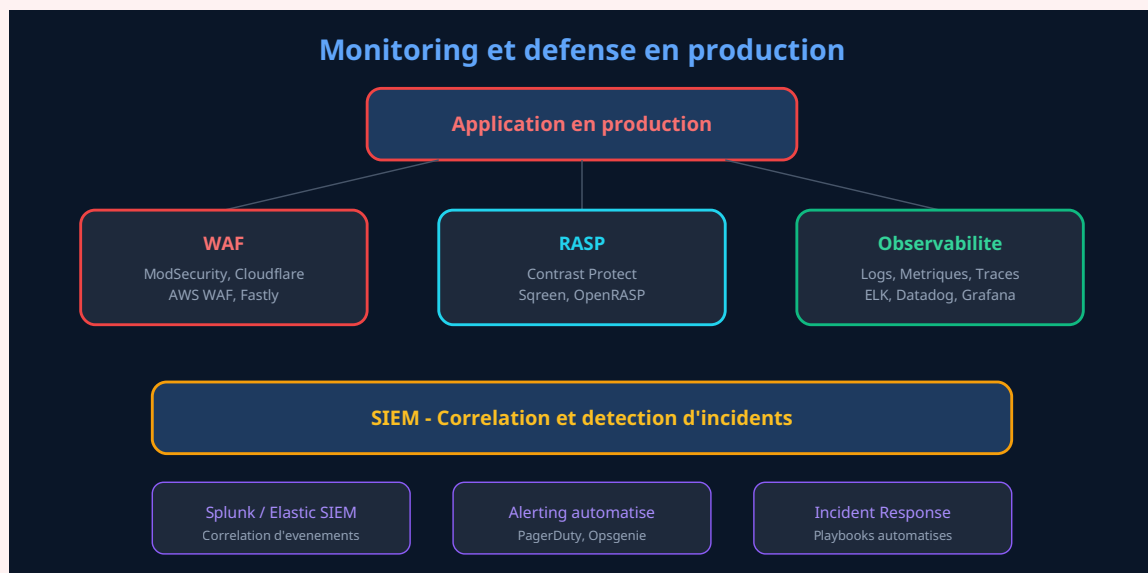 Monitoring et defense en production
Application en production
WAF
ModSecurity, Cloudflare
AWS WAF, Fastly
RASP
Contrast Protect
Sqreen, OpenRASP
Observabilite
Logs, Metriques, Traces
ELK, Datadog, Grafana
SIEM - Correlation et detection d'incidents
Splunk / Elastic SIEM
Correlation d'evenements
Alerting automatise
PagerDuty, Opsgenie
Incident Response
Playbooks automatises